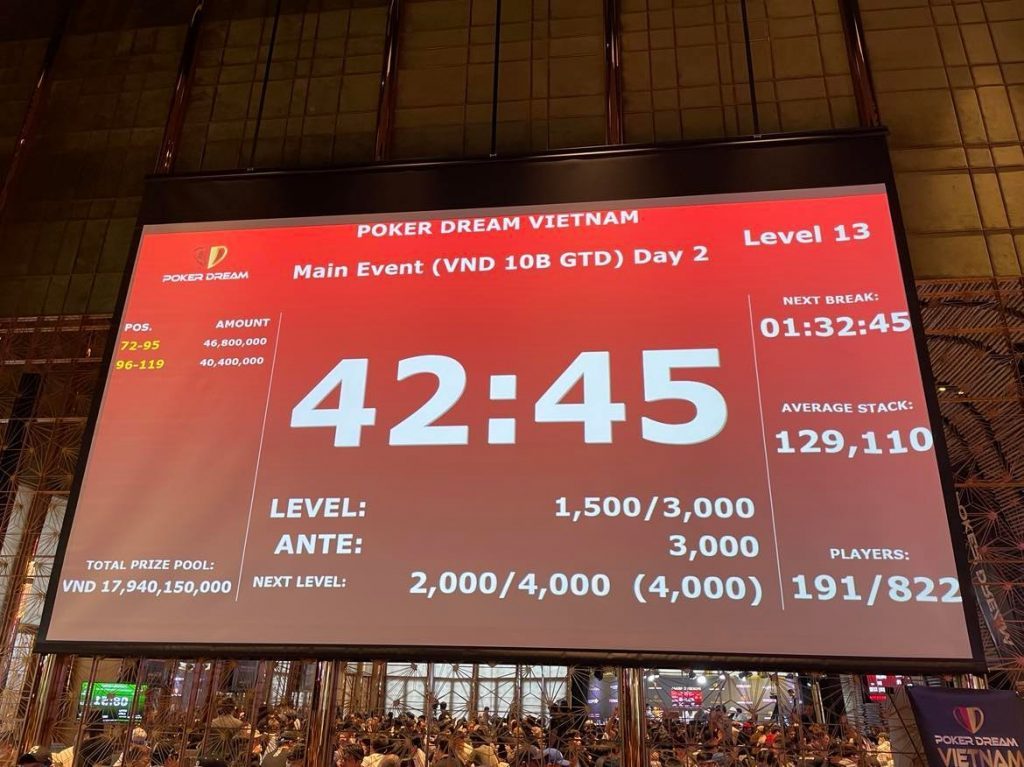 POKER DREAM VIETNAM
Level 13
Main Event (VND 10B GTD) Day 2
POKER DREAM
POS. AMOUNT
72-95 46,800,000
96-119 40,400,000
42:45
NEXT BREAK:
01:32:45
AVERAGE STACK:
129,110
LEVEL: 1,500/3,000
ANTE: 3,000
NEXT LEVEL: 2,000/4,000 (4,000)
TOTAL PRIZE POOL:
VND 17,940,150,000
PLAYERS:
191/822
POKER DREAM
VIETNAM